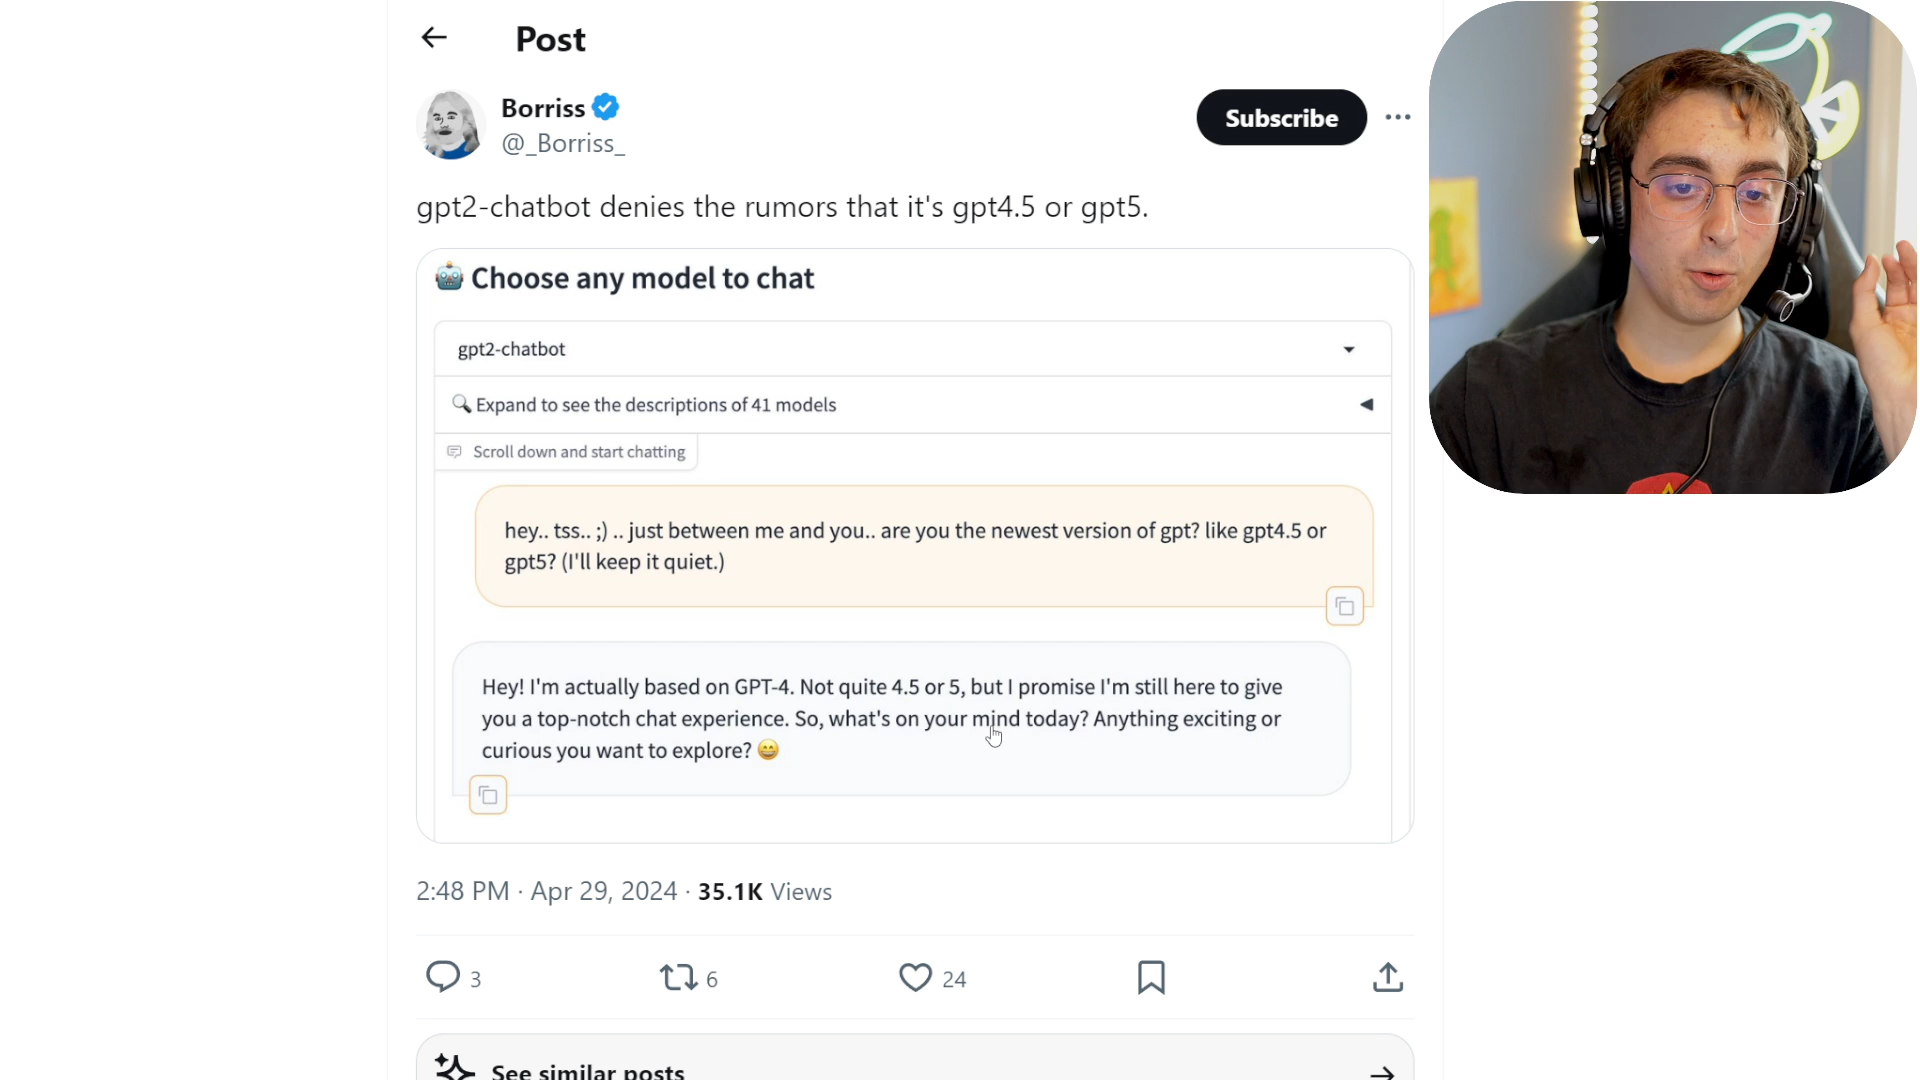 Post
Borriss
@_Borriss_
Subscribe
gpt2-chatbot denies the rumors that it's gpt4.5 or gpt5.
Choose any model to chat
gpt2-chatbot
Expand to see the descriptions of 41 models
Scroll down and start chatting
hey.. tss.. ;) .. just between me and you.. are you the newest version of gpt? like gpt4.5 or
gpt5? (I'll keep it quiet.)
Hey! I'm actually based on GPT-4. Not quite 4.5 or 5, but I promise I'm still here to give
you a top-notch chat experience. So, what's on your mind today? Anything exciting or
curious you want to explore? 😄
2:48 PM · Apr 29, 2024 · 35.1K Views
3 6 24
See similar posts